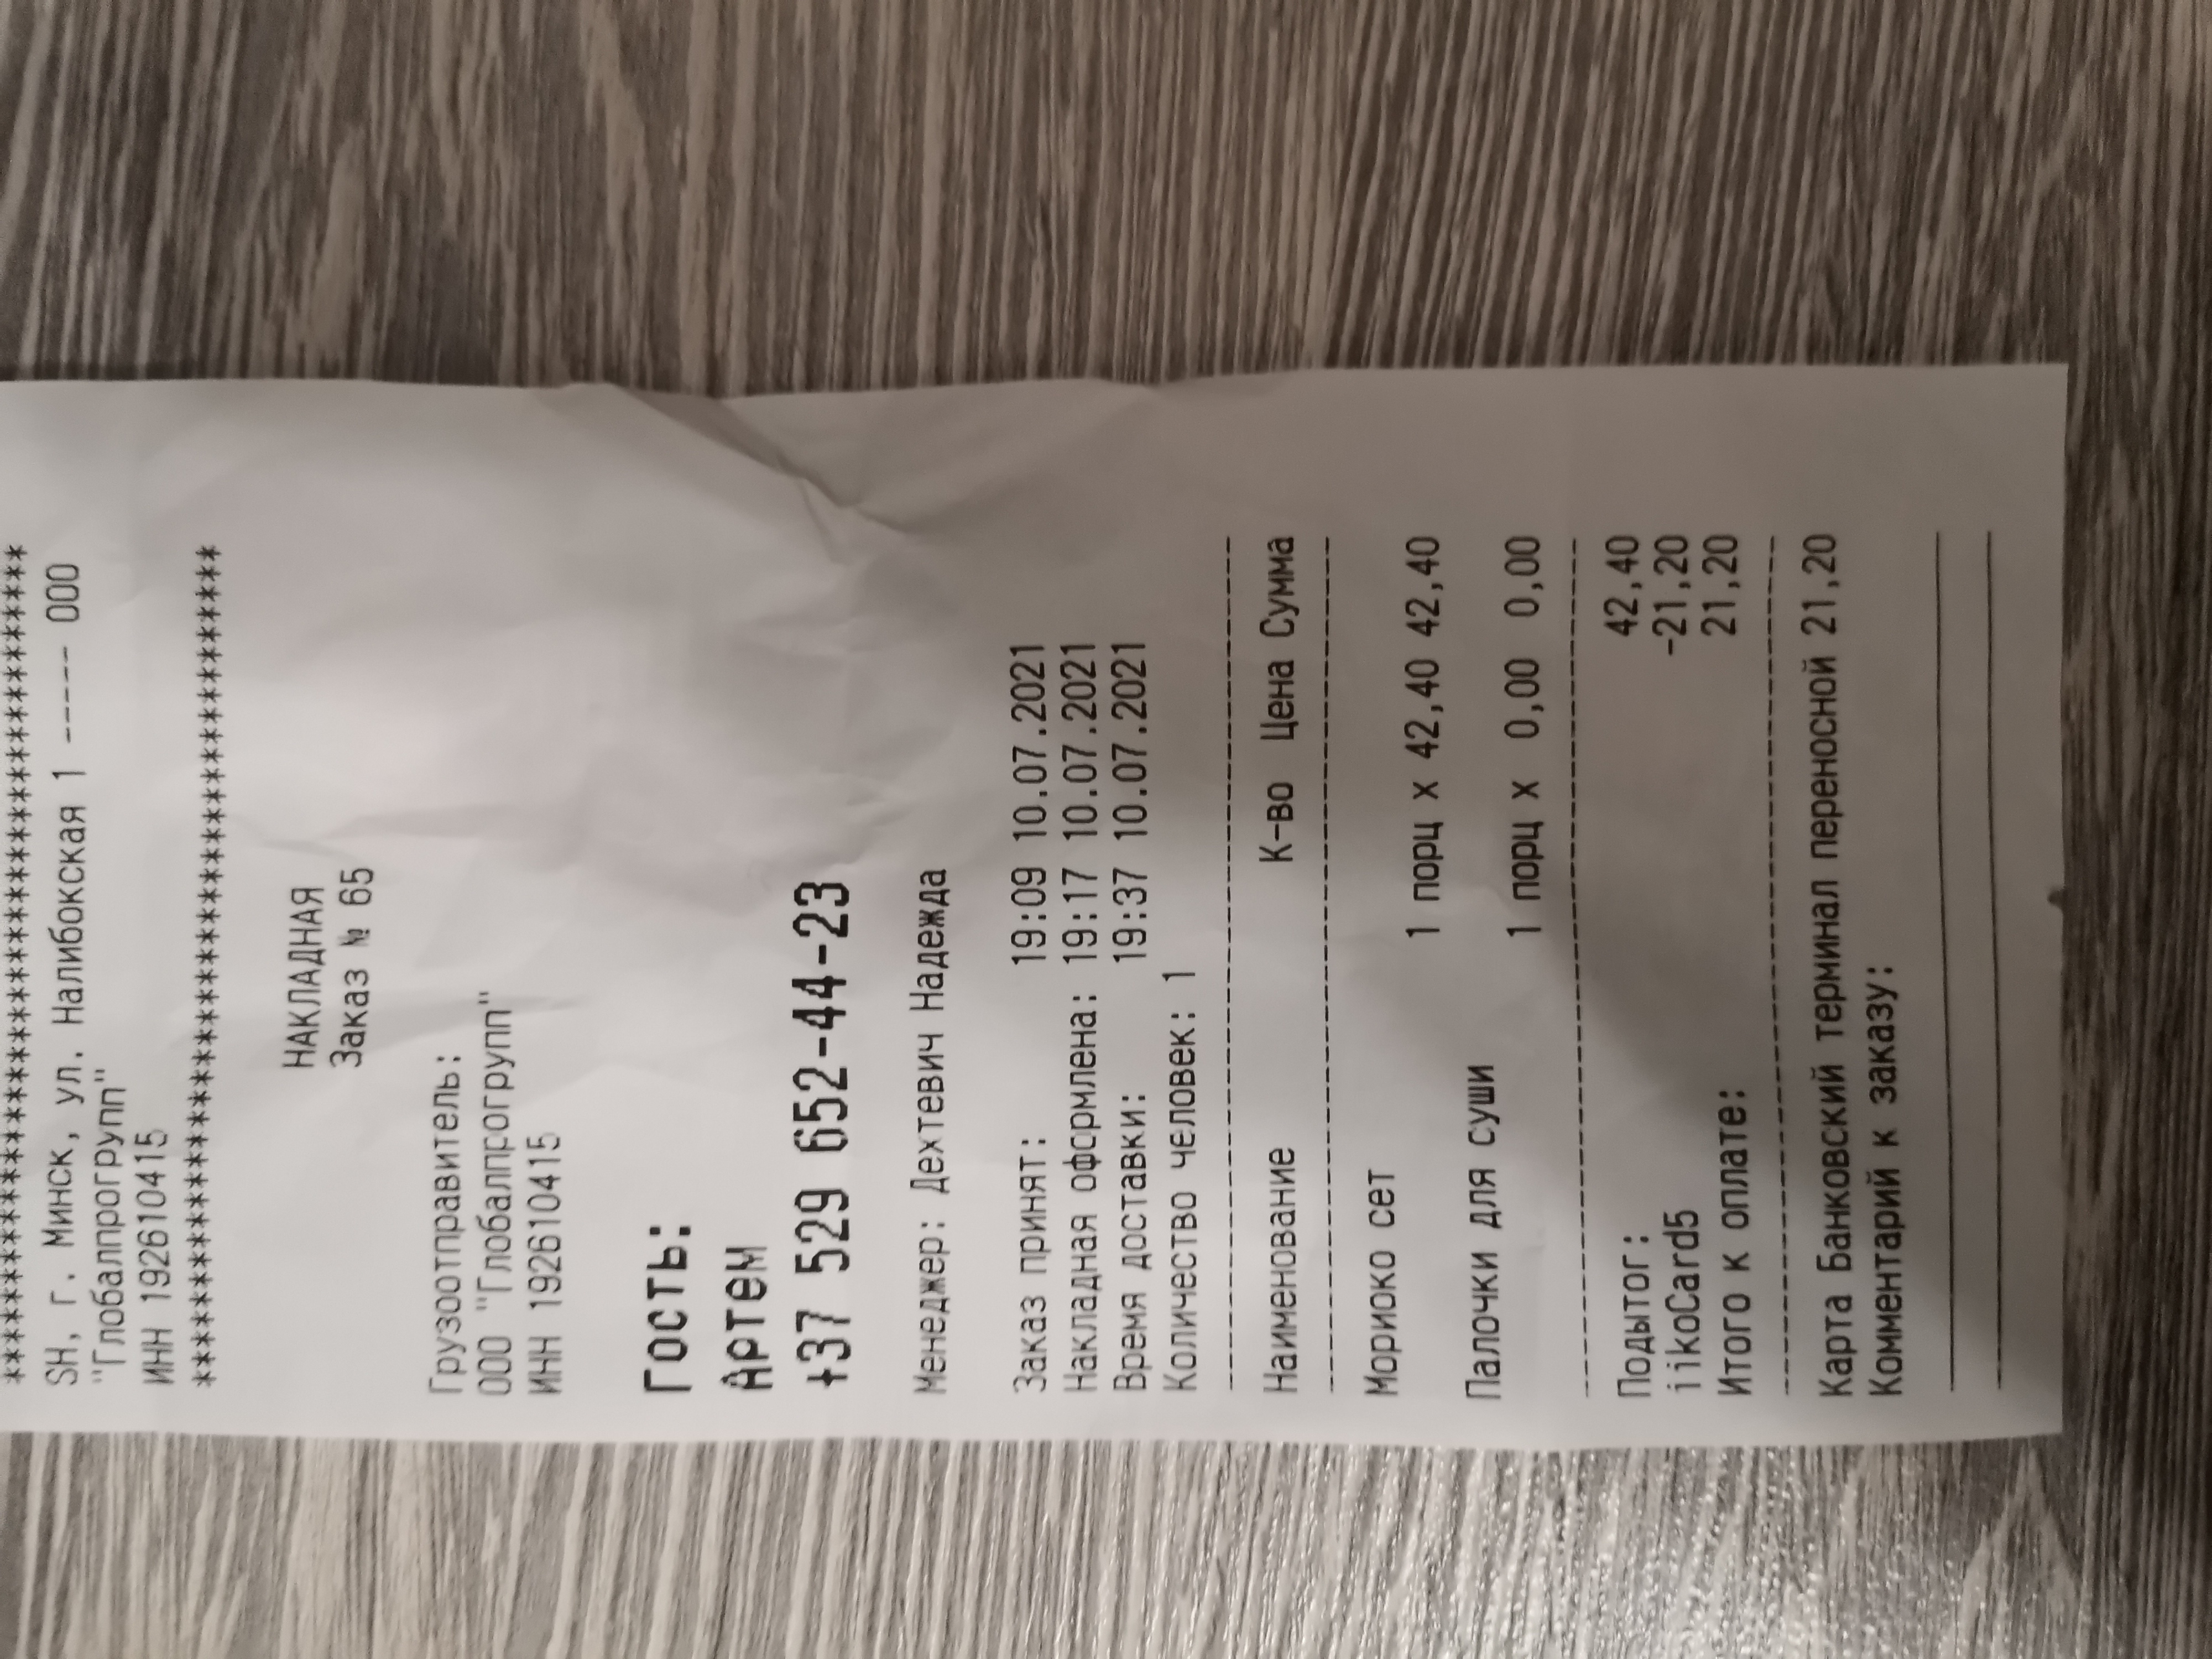 ******************************************
SH, г. Минск, ул. Налибокская 1 ----- ООО
"Глобалпрогрупп"
ИНН 192610415
******************************************
НАКЛАДНАЯ
Заказ № 65
Грузоотправитель:
ООО "Глобалпрогрупп"
ИНН 192610415
Гость:
Артем
+37 529 652-44-23
Менеджер: Дехтевич Надежда
Заказ принят: 19:09 10.07.2021
Накладная оформлена: 19:17 10.07.2021
Время доставки: 19:37 10.07.2021
Количество человек: 1
Наименование К-во Цена Сумма
Мориоко сет
1 порц x 42,40 42,40
Палочки для суши
1 порц x 0,00 0,00
Подытог: 42,40
iikoCard5 -21,20
Итого к оплате: 21,20
Карта Банковский терминал переносной 21,20
Комментарий к заказу: